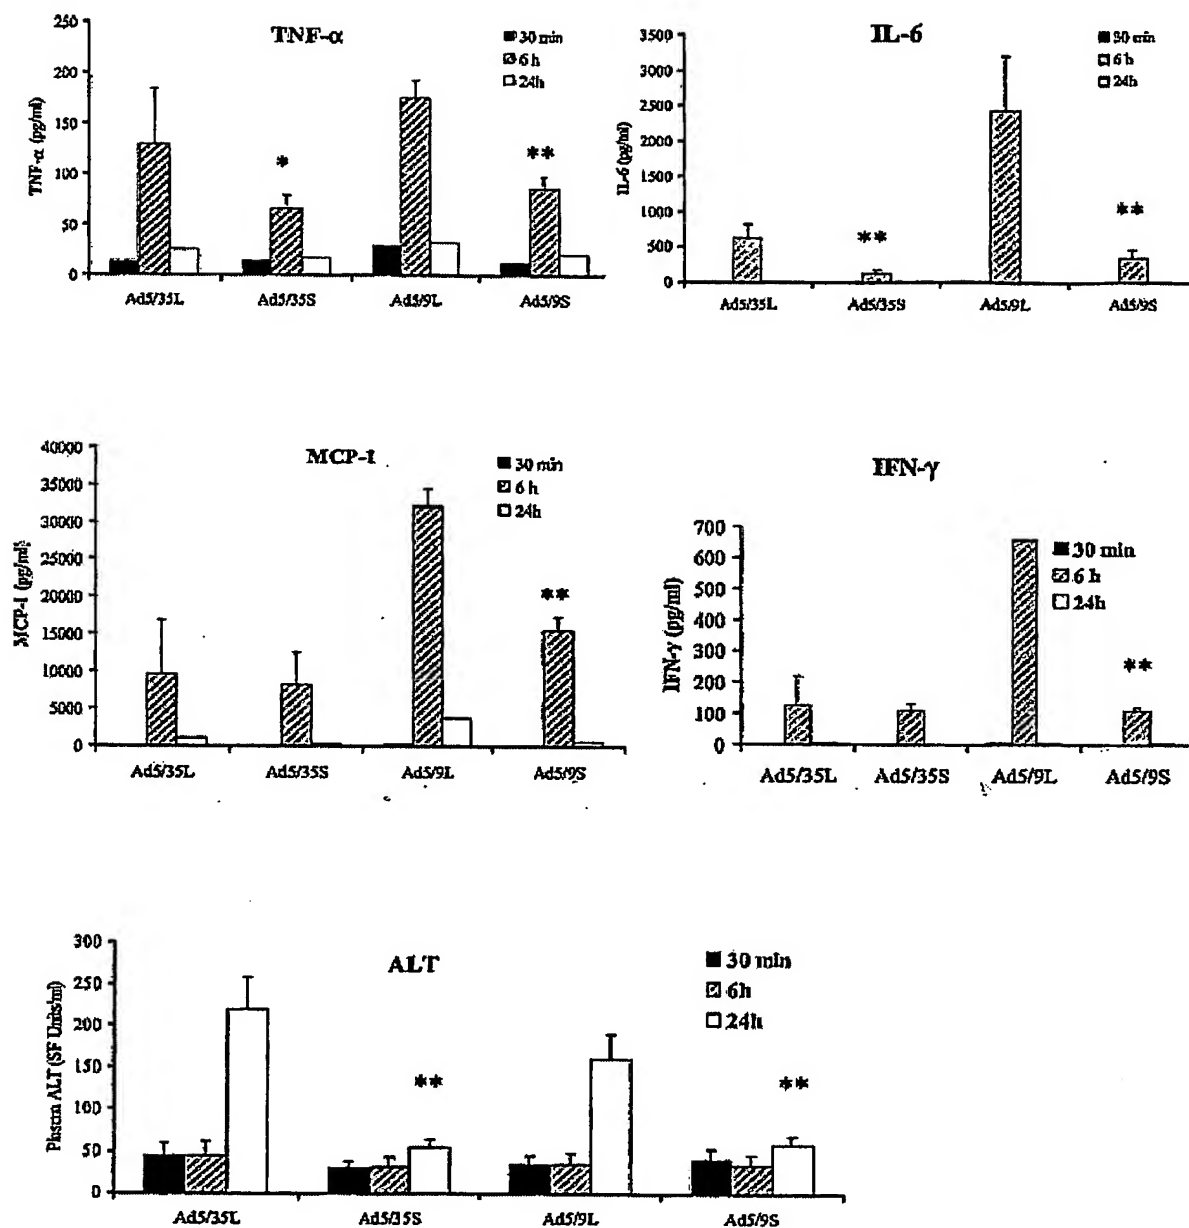 TNF-α
TNF-α (pg/ml)
250
200
150
100
50
0
30 min
6 h
24h
*
**
Ad5/35L Ad5/35S Ad5/9L Ad5/9S
IL-6
IL-6 (pg/ml)
3500
3000
2500
2000
1500
1000
500
0
30 min
6 h
24h
**
**
Ad5/35L Ad5/35S Ad5/9L Ad5/9S
MCP-1
MCP-1 (pg/ml)
40000
35000
30000
25000
20000
15000
10000
5000
0
30 min
6 h
24h
**
Ad5/35L Ad5/35S Ad5/9L Ad5/9S
IFN-γ
IFN-γ (pg/ml)
700
600
500
400
300
200
100
0
30 min
6 h
24h
**
Ad5/35L Ad5/35S Ad5/9L Ad5/9S
ALT
Plasma ALT (SF Units/ml)
300
250
200
150
100
50
0
30 min
6h
24h
**
**
Ad5/35L Ad5/35S Ad5/9L Ad5/9S